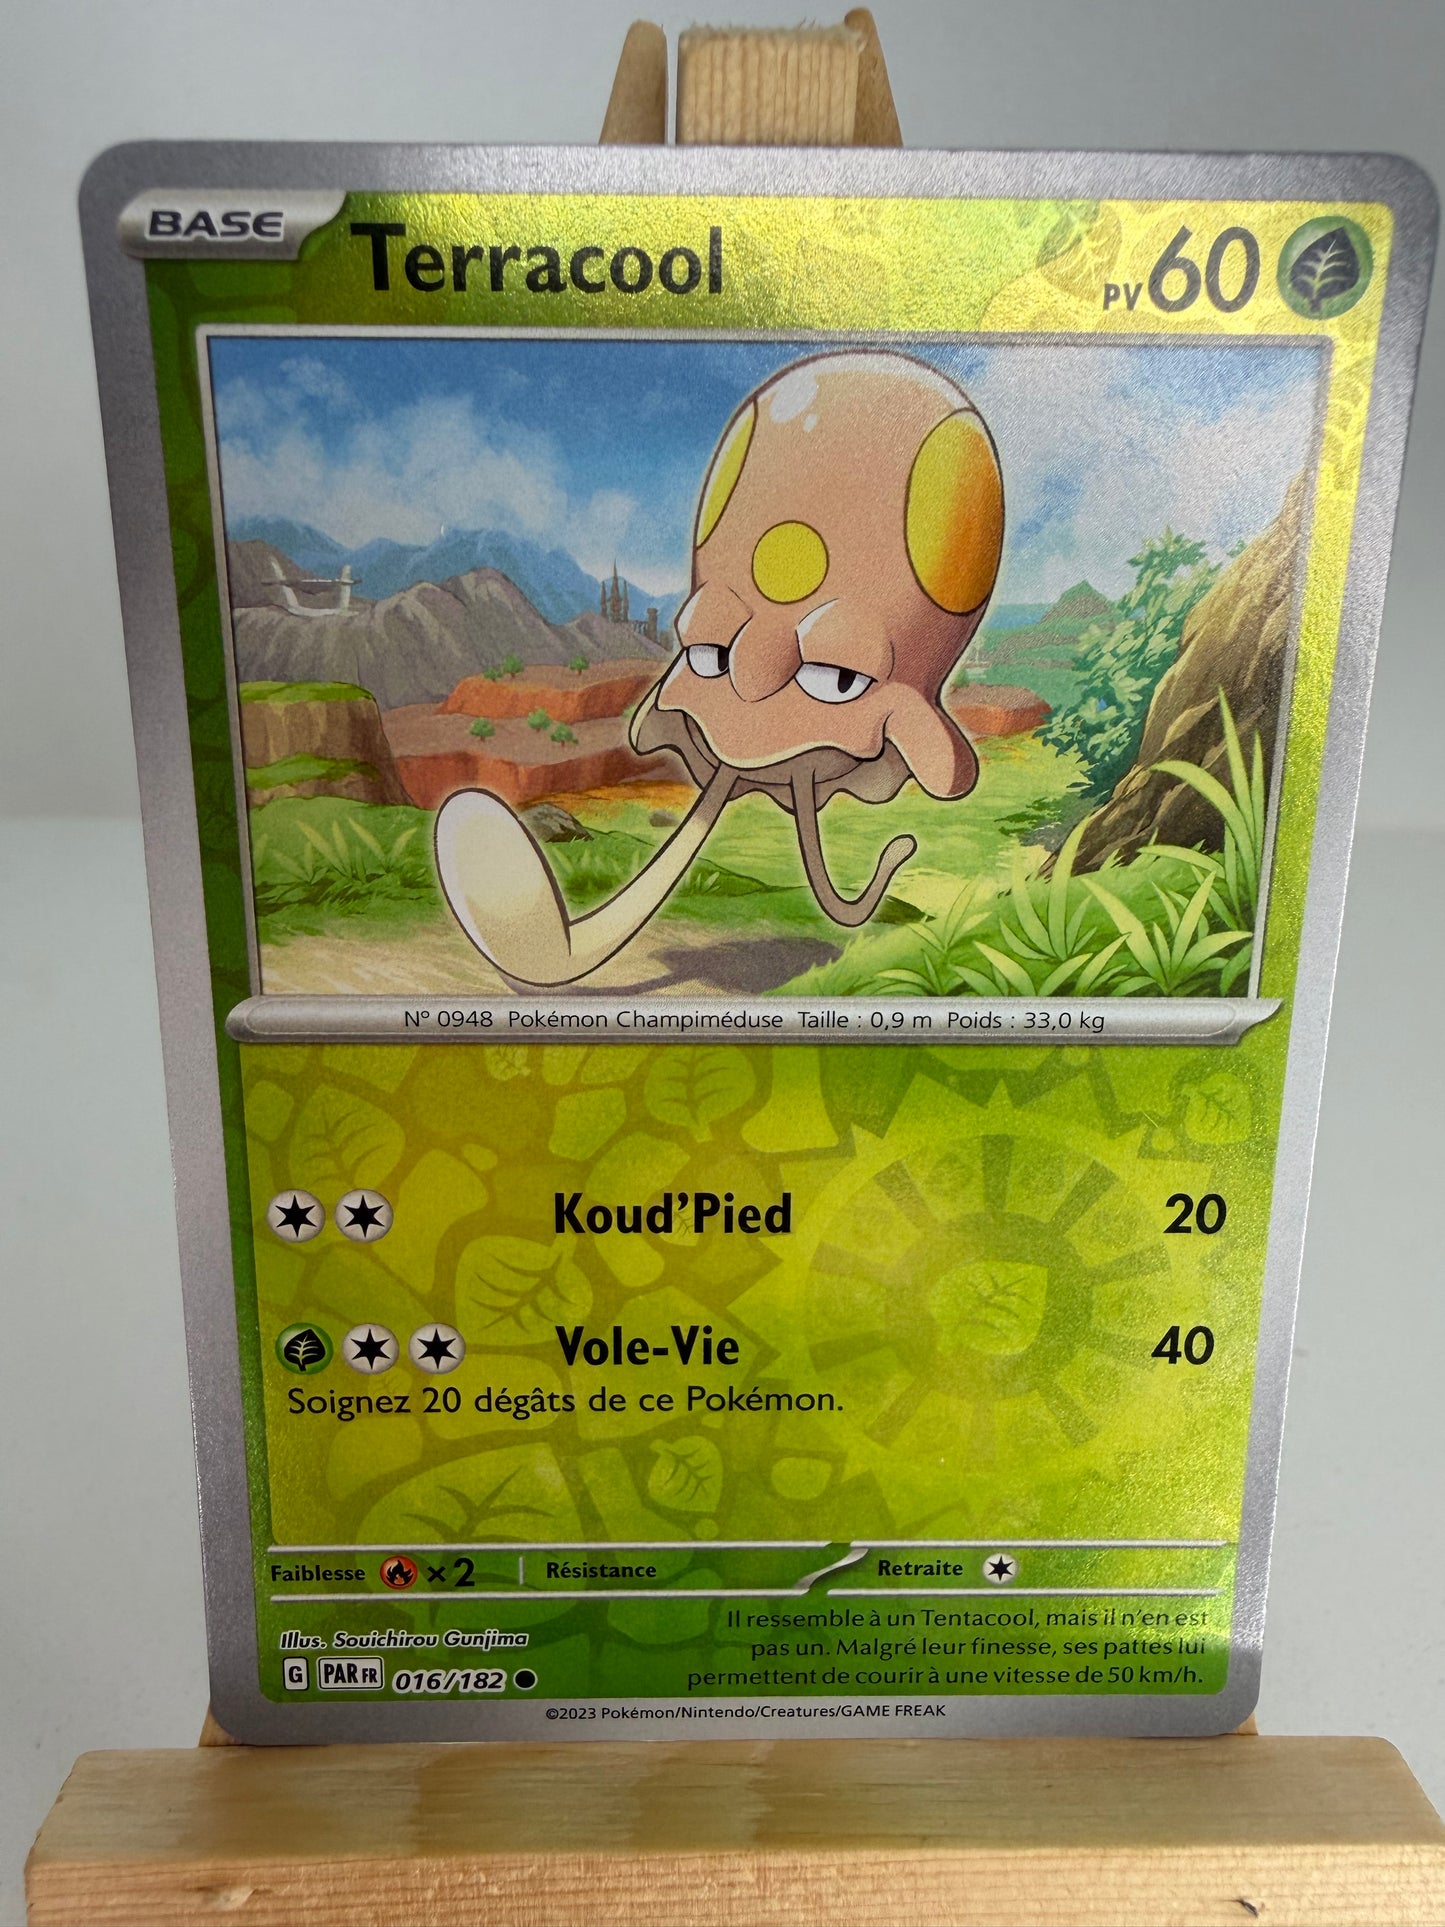 BASE Terracool PV 60
N° 0948 Pokémon Champiméduse Taille : 0,9 m Poids : 33,0 kg
Koud'Pied 20
Vole-Vie 40
Soignez 20 dégâts de ce Pokémon.
Faiblesse ×2 Résistance Retraite
Il ressemble à un Tentacool, mais il n'en est
pas un. Malgré leur finesse, ses pattes lui
permettent de courir à une vitesse de 50 km/h.
Illus. Souichirou Gunjima
G PAR FR 016/182
©2023 Pokémon/Nintendo/Creatures/GAME FREAK